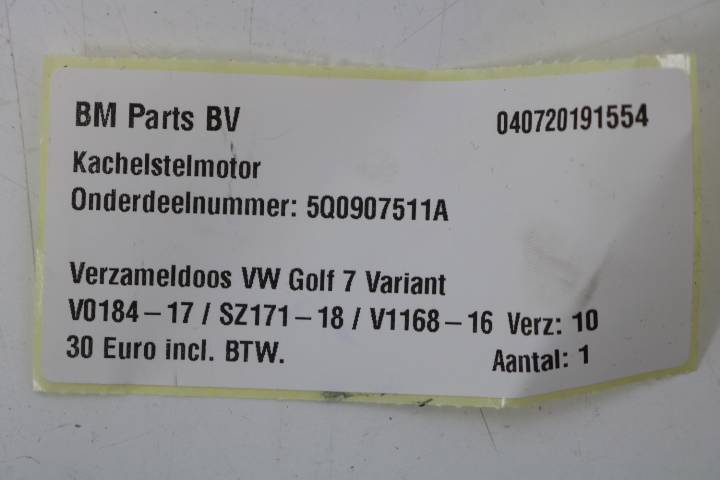 BM Parts BV 040720191554
Kachelstelmotor
Onderdeelnummer: 5Q0907511A
Verzameldoos VW Golf 7 Variant
V0184-17 / SZ171-18 / V1168-16 Verz: 10
30 Euro incl. BTW. Aantal: 1